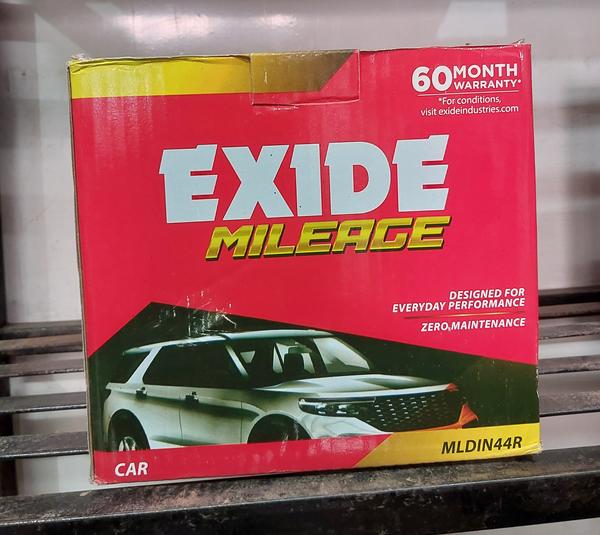 60 MONTH
WARRANTY*
*For conditions,
visit exideindustries.com
EXIDE
MILEAGE
DESIGNED FOR
EVERYDAY PERFORMANCE
ZERO MAINTENANCE
CAR
MLDIN44R